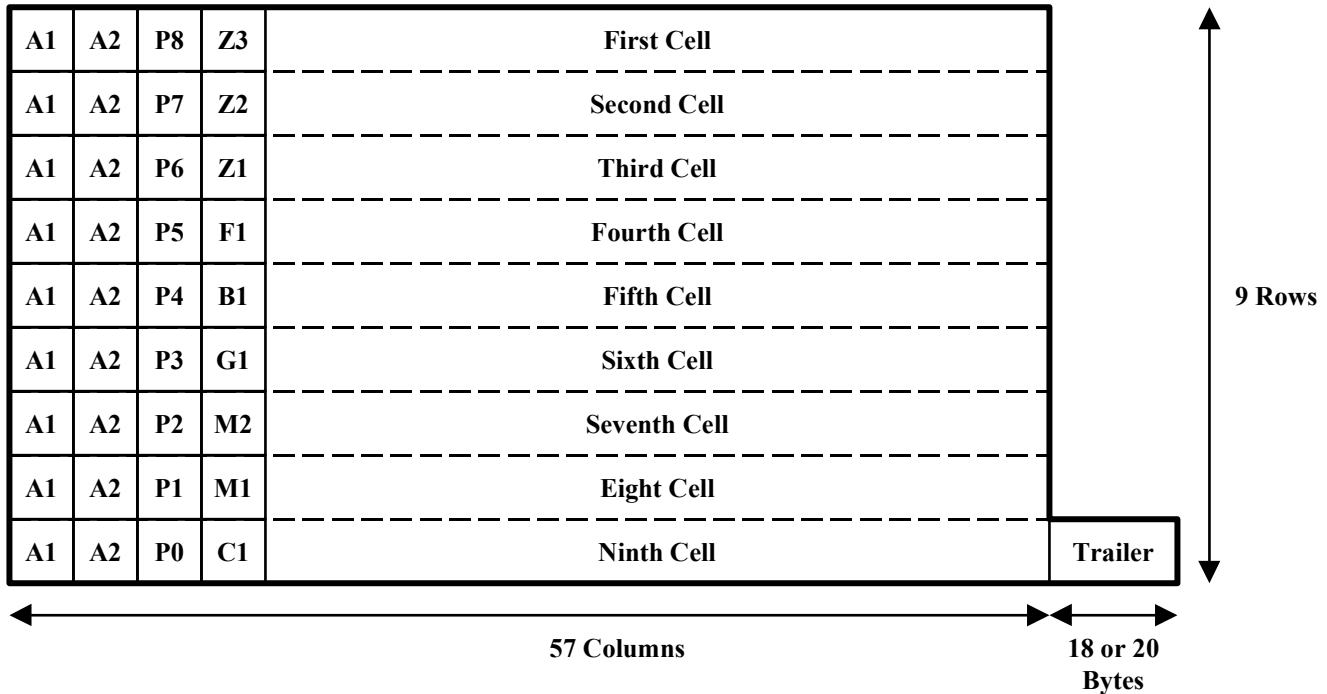 A1 A2 P8 Z3 First Cell
A1 A2 P7 Z2 Second Cell
A1 A2 P6 Z1 Third Cell
A1 A2 P5 F1 Fourth Cell
A1 A2 P4 B1 Fifth Cell
9 Rows
A1 A2 P3 G1 Sixth Cell
A1 A2 P2 M2 Seventh Cell
A1 A2 P1 M1 Eight Cell
A1 A2 P0 C1 Ninth Cell Trailer
57 Columns
18 or 20
Bytes